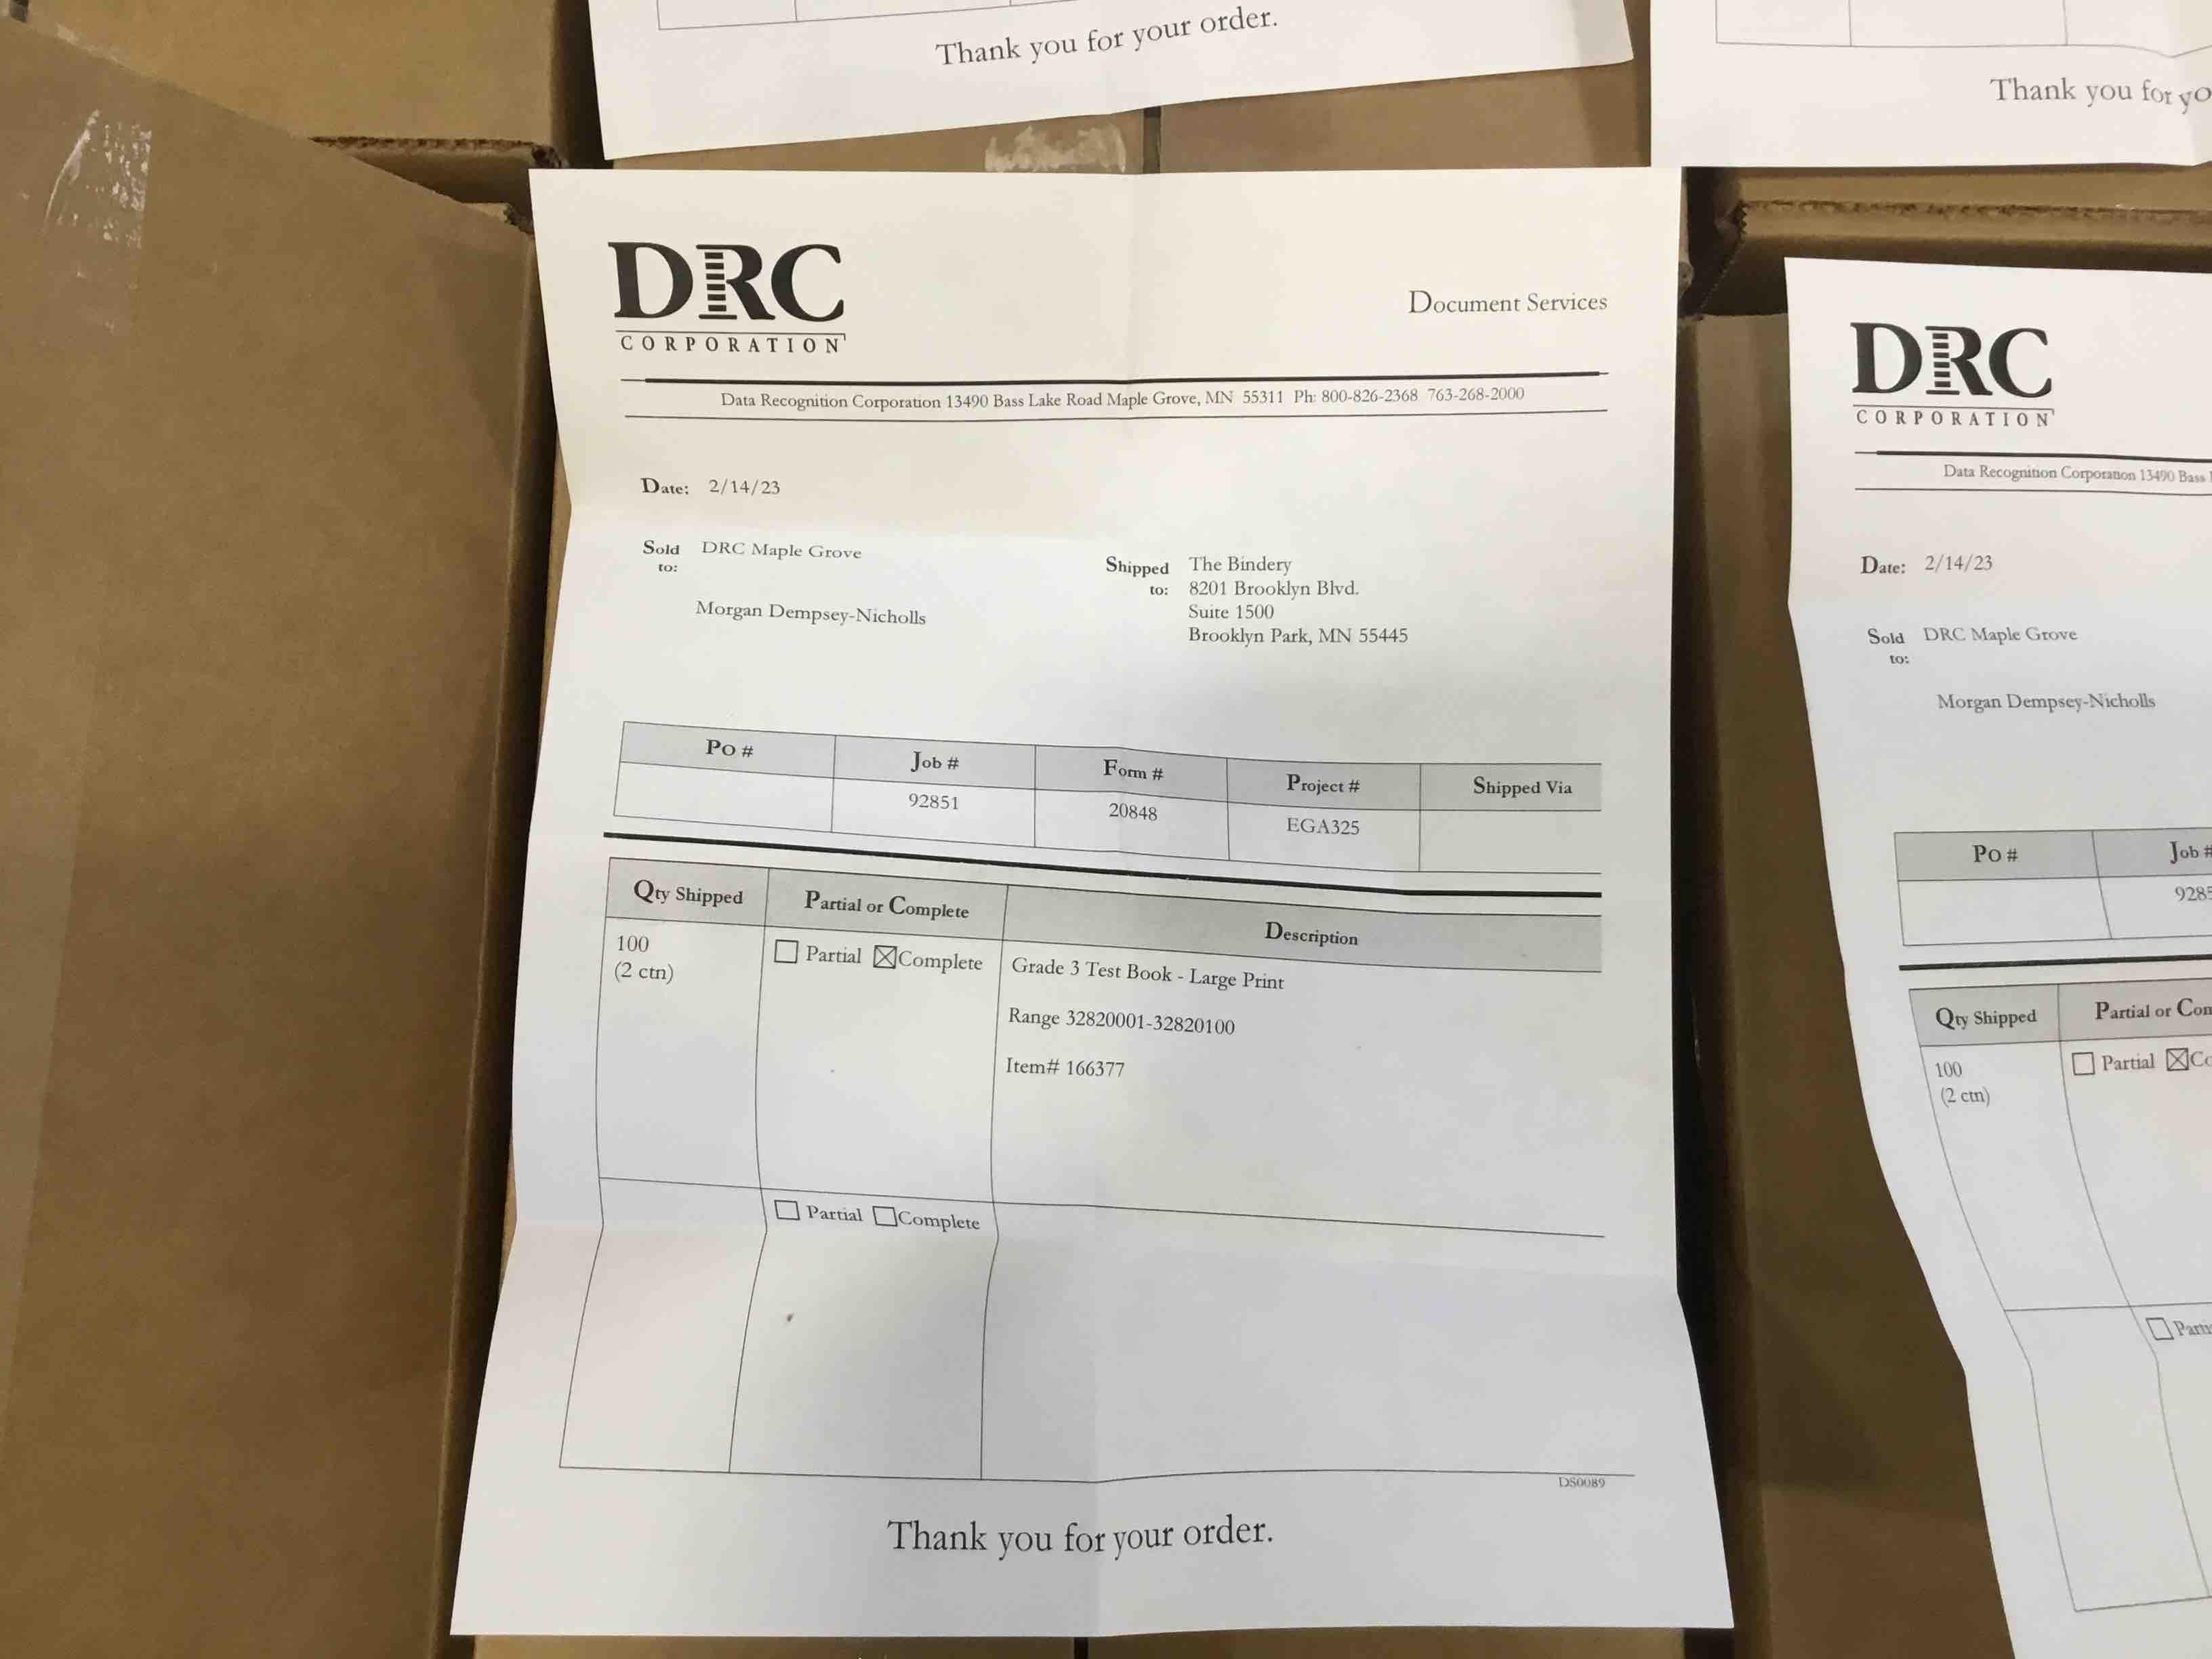 Thank you for your order.
Thank you for
DRC
CORPORATION
Document Services
Data Recognition Corporation 13490 Bass Lake Road Maple Grove, MN 55311 Ph: 800-826-2368 763-268-2000
Date: 2/14/23
Sold to: DRC Maple Grove
Morgan Dempsey-Nicholls
Shipped to: The Bindery
8201 Brooklyn Blvd.
Suite 1500
Brooklyn Park, MN 55445
Po # Job # Form # Project # Shipped Via
92851 20848 EGA325
Qty Shipped Partial or Complete Description
100 Partial Complete Grade 3 Test Book - Large Print
(2 ctn)
Range 32820001-32820100
Item# 166377
Partial Complete
DS0089
Thank you for your order.
DRC
CORPORATION
Data Recognition Corporation 13490 Bass
Date: 2/14/23
Sold to: DRC Maple Grove
Morgan Dempsey-Nicholls
Po # Job #
Qty Shipped Partial or
100 Partial
(2 ctn)